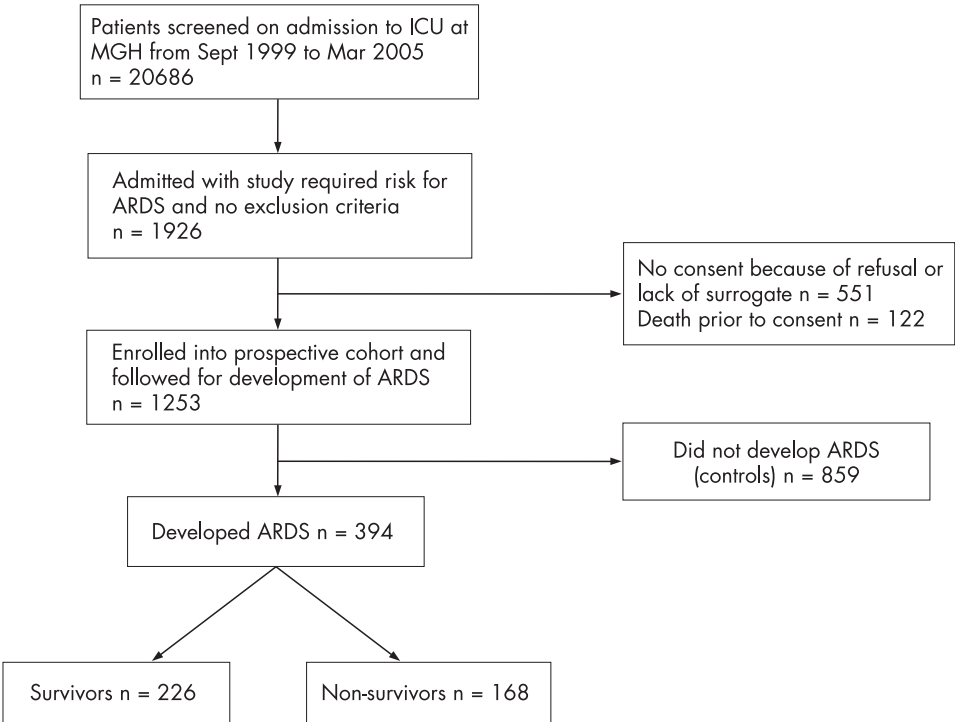 Patients screened on admission to ICU at
MGH from Sept 1999 to Mar 2005
n = 20686
Admitted with study required risk for
ARDS and no exclusion criteria
n = 1926
No consent because of refusal or
lack of surrogate n = 551
Death prior to consent n = 122
Enrolled into prospective cohort and
followed for development of ARDS
n = 1253
Did not develop ARDS
(controls) n = 859
Developed ARDS n = 394
Survivors n = 226
Non-survivors n = 168